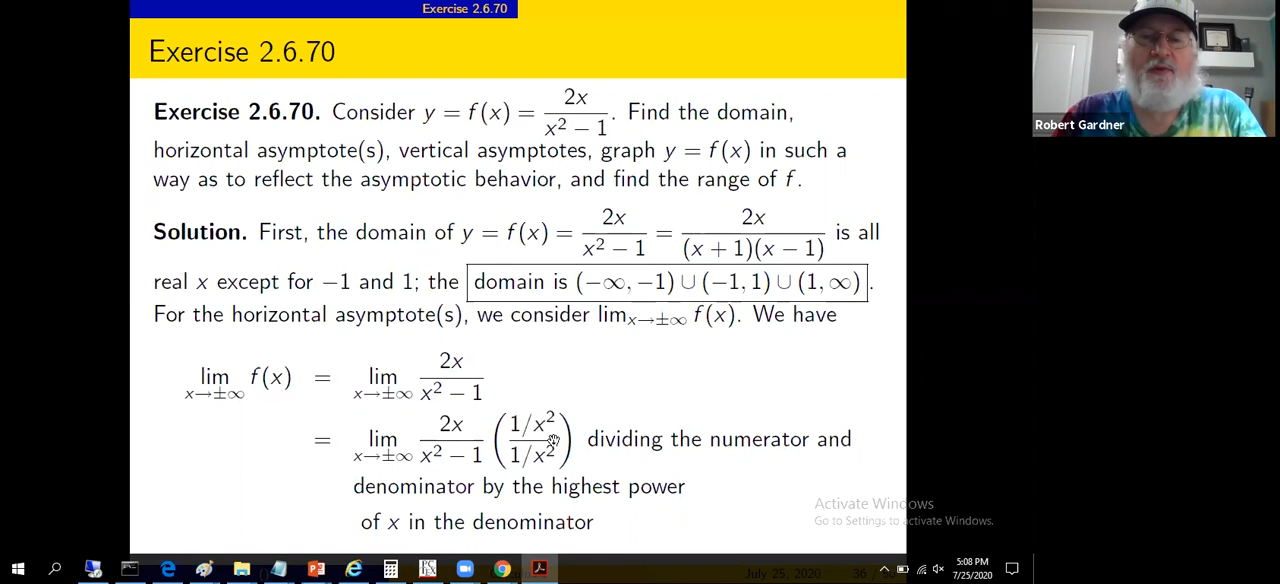 Exercise 2.6.70
Exercise 2.6.70
Exercise 2.6.70. Consider y = f(x) = 2x / (x² − 1). Find the domain,
horizontal asymptote(s), vertical asymptotes, graph y = f(x) in such a
way as to reflect the asymptotic behavior, and find the range of f.
Solution. First, the domain of y = f(x) = 2x / (x² − 1) = 2x / ((x + 1)(x − 1)) is all
real x except for −1 and 1; the domain is (−∞, −1) ∪ (−1, 1) ∪ (1, ∞).
For the horizontal asymptote(s), we consider lim_{x→±∞} f(x). We have
lim_{x→±∞} f(x) = lim_{x→±∞} 2x / (x² − 1)
= lim_{x→±∞} 2x / (x² − 1) ((1/x²) / (1/x²)) dividing the numerator and
denominator by the highest power
of x in the denominator
Robert Gardner
Activate Windows
Go to Settings to activate Windows.
July 25, 2020
5:08 PM
7/25/2020